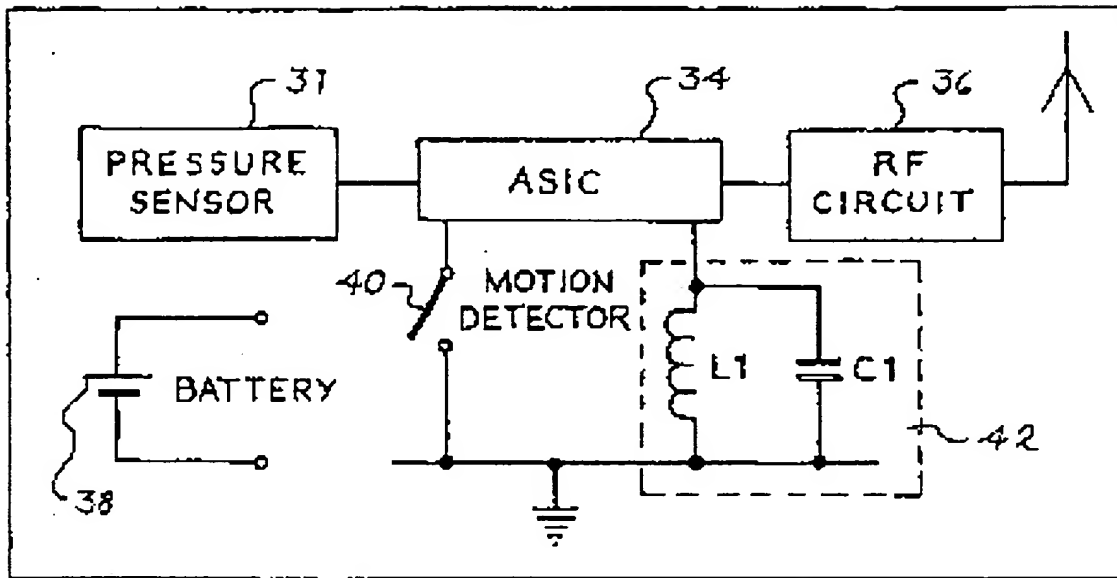 31
34
36
PRESSURE
SENSOR
ASIC
RF
CIRCUIT
40
MOTION
DETECTOR
BATTERY
L1
C1
42
38